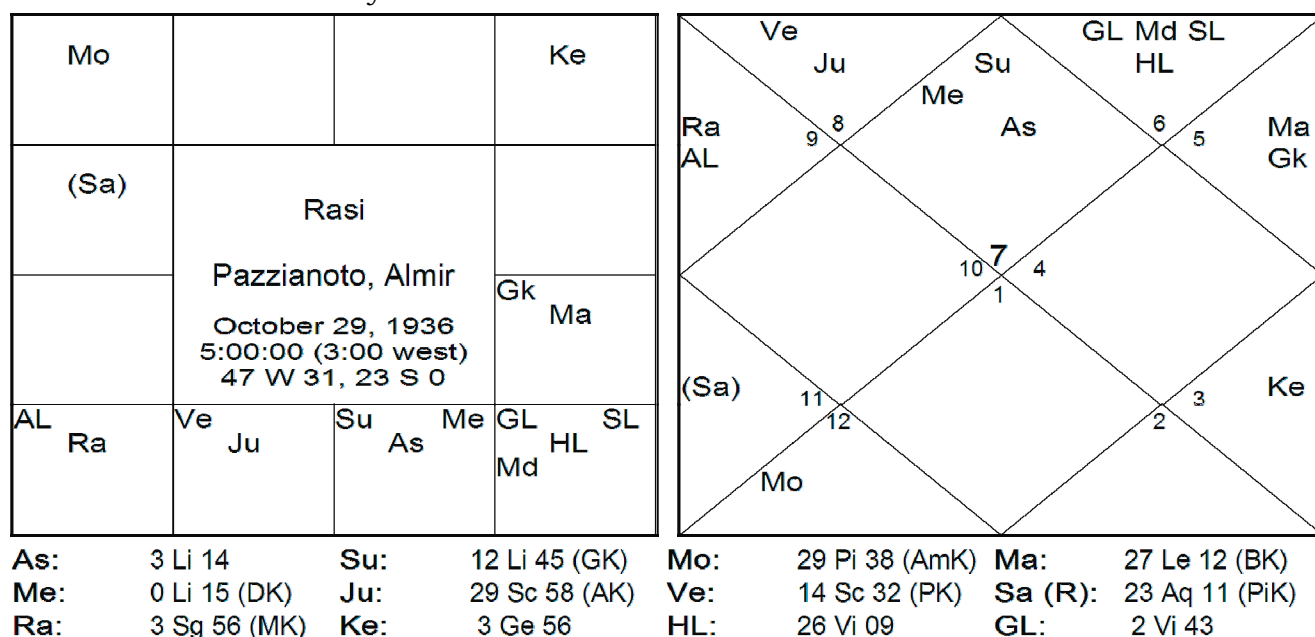 Mo Ke
(Sa)
Rasi
Pazzianoto, Almir
October 29, 1936
5:00:00 (3:00 west)
47 W 31, 23 S 0
Gk
Ma
AL
Ra
Ve
Ju
Su Me
As
GL SL
HL
Md
Ve
Ju
Su
Me
As
GL Md SL
HL
Ra
AL
9 8
6 5
Ma
Gk
10 7 4
1
(Sa)
11
12
3
2
Ke
Mo
As: 3 Li 14 Su: 12 Li 45 (GK) Mo: 29 Pi 38 (AmK) Ma: 27 Le 12 (BK)
Me: 0 Li 15 (DK) Ju: 29 Sc 58 (AK) Ve: 14 Sc 32 (PK) Sa (R): 23 Aq 11 (PiK)
Ra: 3 Sg 56 (MK) Ke: 3 Ge 56 HL: 26 Vi 09 GL: 2 Vi 43